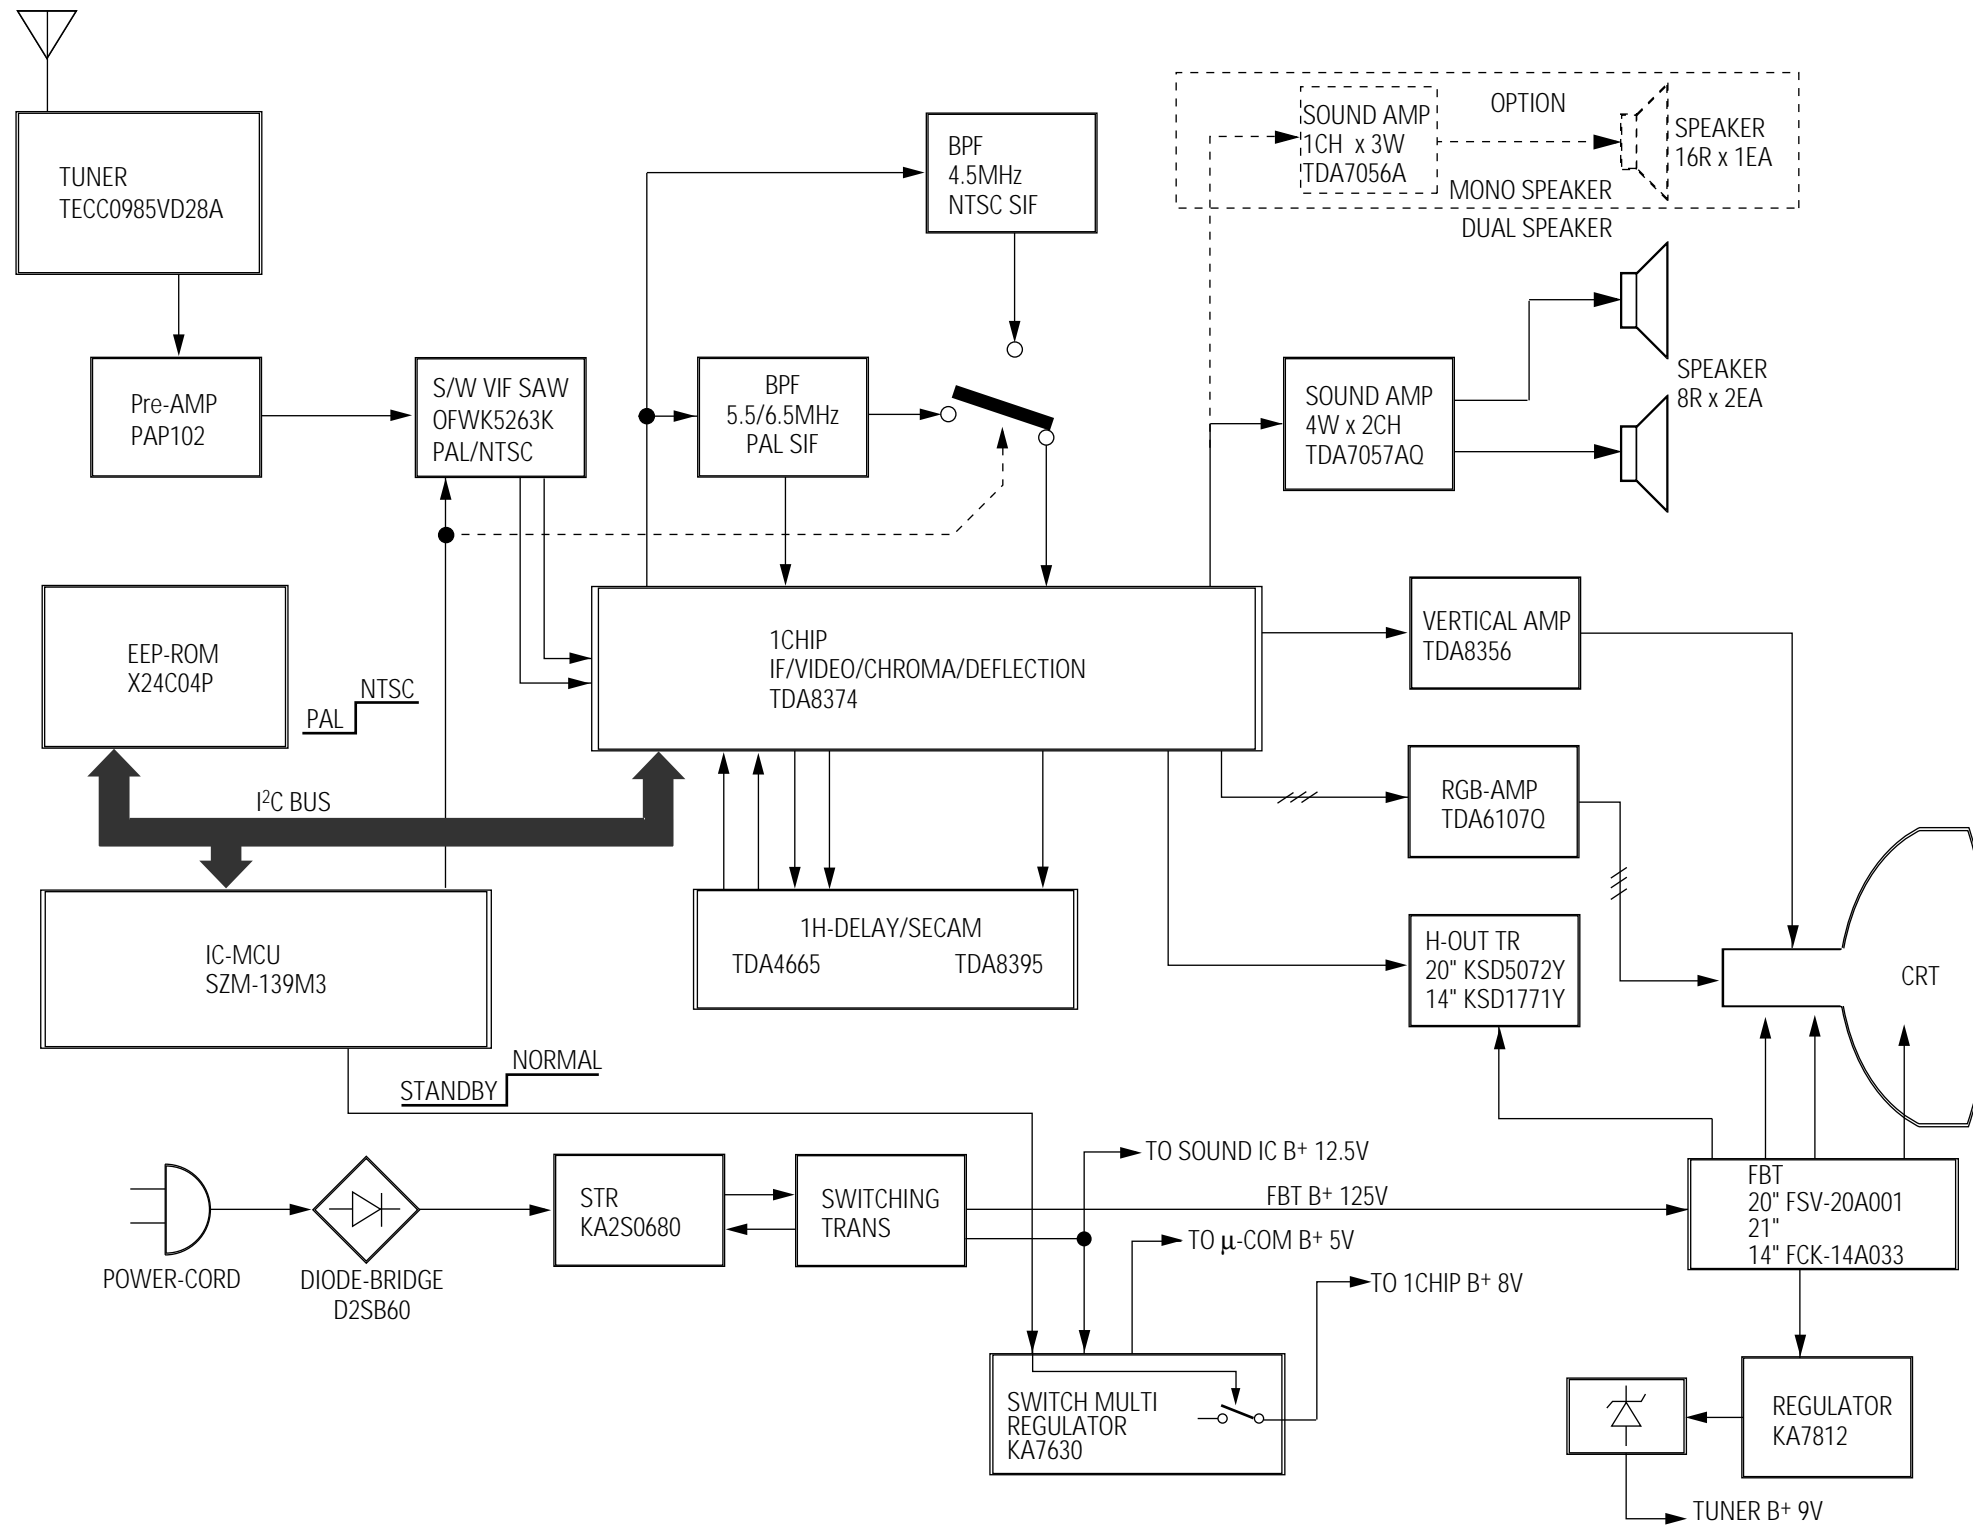 TUNER
TECC0985VD28A
BPF
4.5MHz
NTSC SIF
SOUND AMP
1CH x 3W
TDA7056A
OPTION
MONO SPEAKER
SPEAKER
16R x 1EA
DUAL SPEAKER
Pre-AMP
PAP102
S/W VIF SAW
OFWK5263K
PAL/NTSC
BPF
5.5/6.5MHz
PAL SIF
SOUND AMP
4W x 2CH
TDA7057AQ
SPEAKER
8R x 2EA
EEP-ROM
X24C04P
PAL
NTSC
1CHIP
IF/VIDEO/CHROMA/DEFLECTION
TDA8374
VERTICAL AMP
TDA8356
I²C BUS
RGB-AMP
TDA6107Q
IC-MCU
SZM-139M3
1H-DELAY/SECAM
TDA4665 TDA8395
H-OUT TR
20" KSD5072Y
14" KSD1771Y
CRT
STANDBY
NORMAL
POWER-CORD
DIODE-BRIDGE
D2SB60
STR
KA2S0680
SWITCHING
TRANS
TO SOUND IC B+ 12.5V
FBT B+ 125V
TO μ-COM B+ 5V
TO 1CHIP B+ 8V
FBT
20" FSV-20A001
21"
14" FCK-14A033
SWITCH MULTI
REGULATOR
KA7630
REGULATOR
KA7812
TUNER B+ 9V